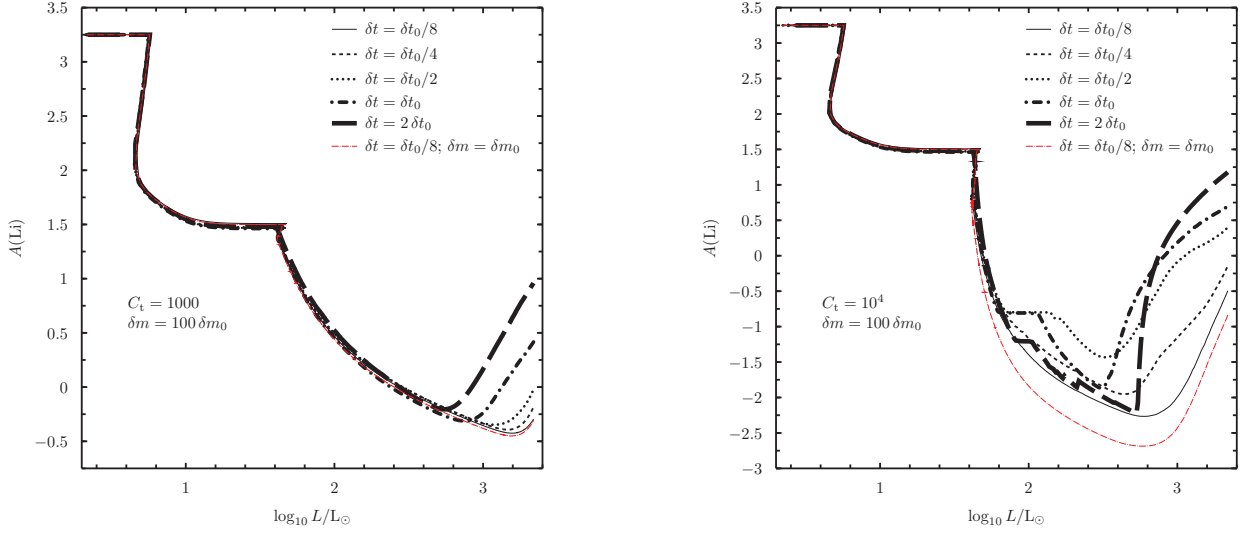 3.5
3
2.5
2
1.5
1
0.5
0
−0.5
A(Li)
δt = δt₀/8
δt = δt₀/4
δt = δt₀/2
δt = δt₀
δt = 2 δt₀
δt = δt₀/8; δm = δm₀
Cₜ = 1000
δm = 100 δm₀
1 2 3
log₁₀ L/L⊙
3.5
3
2.5
2
1.5
1
0.5
0
−0.5
−1
−1.5
−2
−2.5
−3
A(Li)
δt = δt₀/8
δt = δt₀/4
δt = δt₀/2
δt = δt₀
δt = 2 δt₀
δt = δt₀/8; δm = δm₀
Cₜ = 10⁴
δm = 100 δm₀
1 2 3
log₁₀ L/L⊙